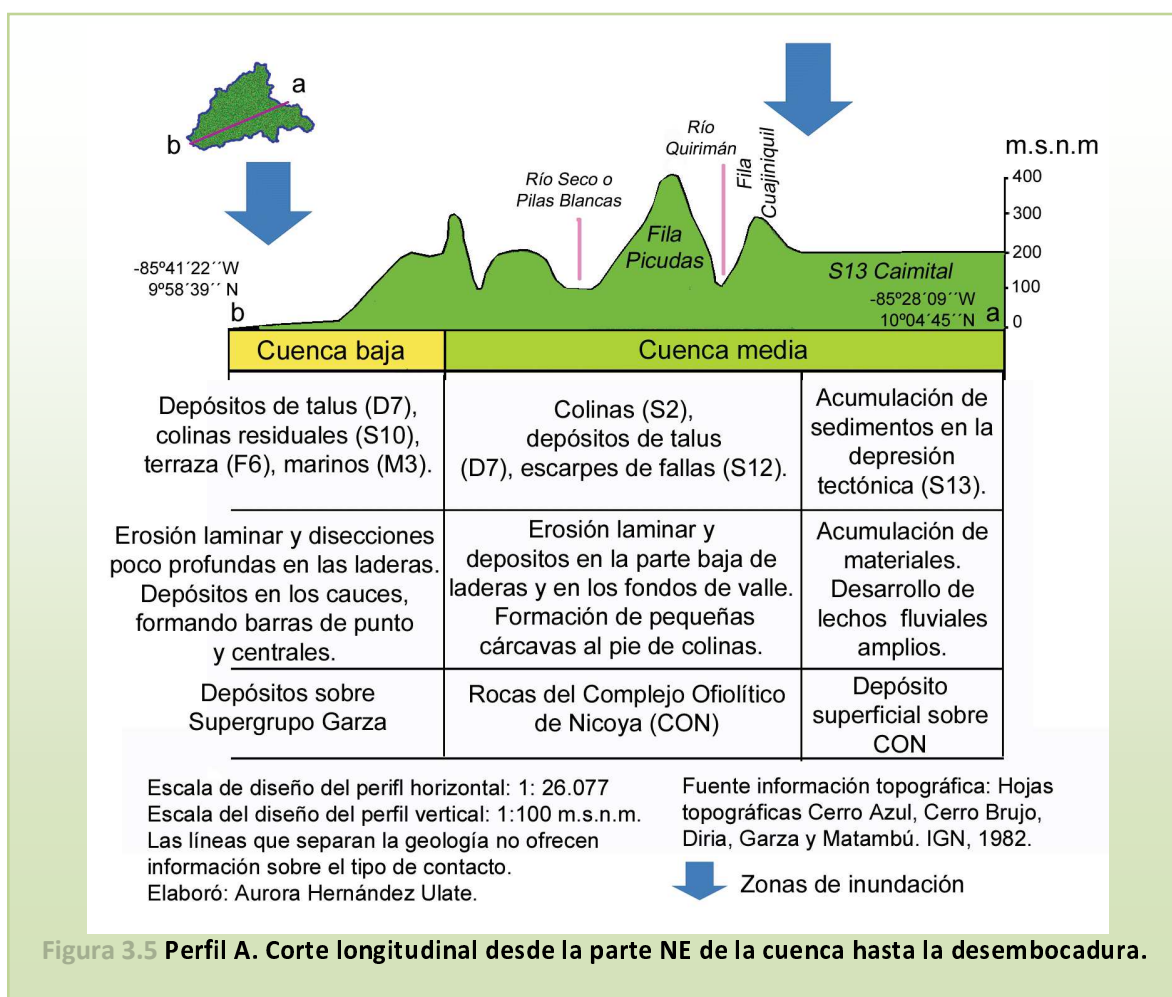 a
b
Río Seco o
Pilas Blancas
Río
Quirimán
Fila
Cuajiniquil
m.s.n.m
400
300
200
100
0
Fila
Picudas
S13 Caimital
-85º41´22´´W
9º58´39´´ N
b
-85º28´09´´W
10º04´45´´N
a
Cuenca baja
Cuenca media
Depósitos de talus (D7),
colinas residuales (S10),
terraza (F6), marinos (M3).
Colinas (S2),
depósitos de talus
(D7), escarpes de fallas (S12).
Acumulación de
sedimentos en la
depresión
tectónica (S13).
Erosión laminar y disecciones
poco profundas en las laderas.
Depósitos en los cauces,
formando barras de punto
y centrales.
Erosión laminar y
depositos en la parte baja de
laderas y en los fondos de valle.
Formación de pequeñas
cárcavas al pie de colinas.
Acumulación de
materiales.
Desarrollo de
lechos fluviales
amplios.
Depósitos sobre
Supergrupo Garza
Rocas del Complejo Ofiolítico
de Nicoya (CON)
Depósito
superficial sobre
CON
Escala de diseño del perifl horizontal: 1: 26.077
Escala del diseño del perfil vertical: 1:100 m.s.n.m.
Las líneas que separan la geología no ofrecen
información sobre el tipo de contacto.
Elaboró: Aurora Hernández Ulate.
Fuente información topográfica: Hojas
topográficas Cerro Azul, Cerro Brujo,
Diria, Garza y Matambú. IGN, 1982.
Zonas de inundación
Figura 3.5 Perfil A. Corte longitudinal desde la parte NE de la cuenca hasta la desembocadura.